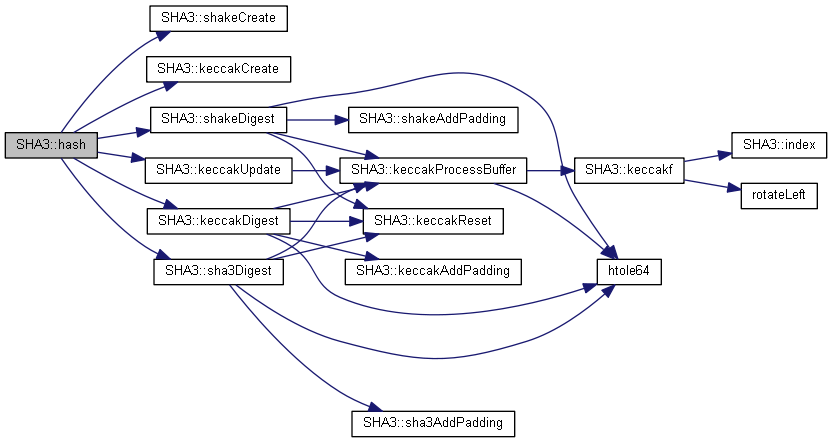 SHA3::hash
SHA3::shakeCreate
SHA3::keccakCreate
SHA3::shakeDigest
SHA3::keccakUpdate
SHA3::keccakDigest
SHA3::sha3Digest
SHA3::shakeAddPadding
SHA3::keccakProcessBuffer
SHA3::keccakReset
SHA3::keccakAddPadding
SHA3::sha3AddPadding
SHA3::keccakf
htole64
SHA3::index
rotateLeft